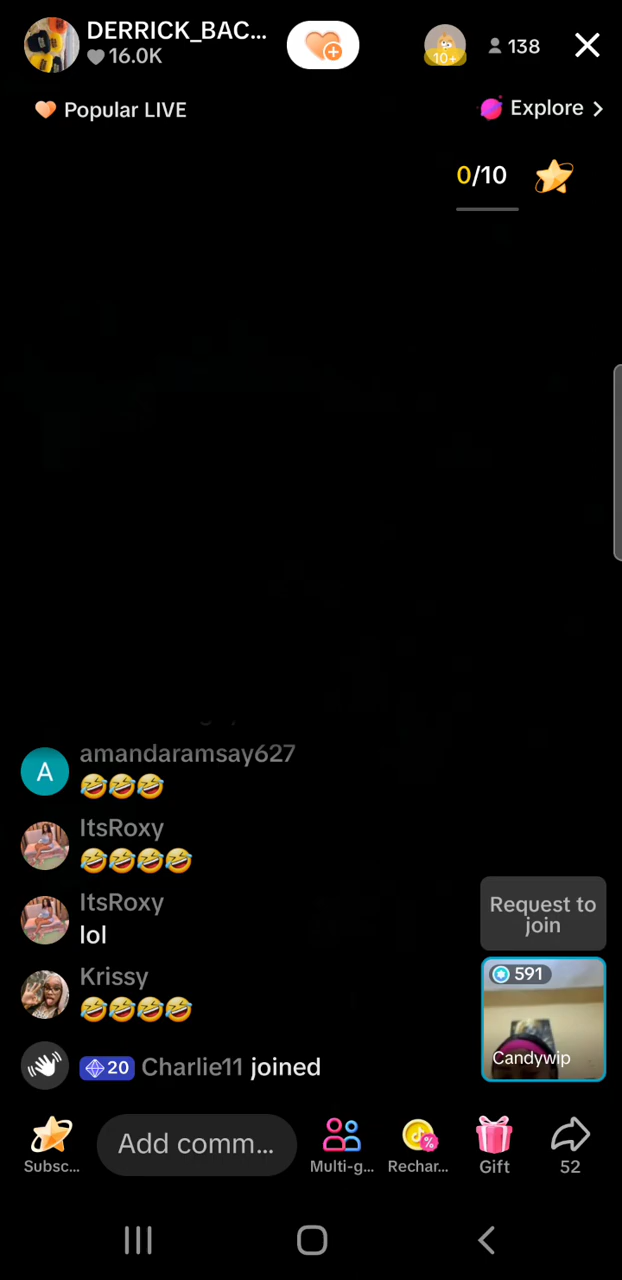 DERRICK_BAC...
16.0K
10+
138
Popular LIVE
Explore
0/10
amandaramsay627
A
🤣🤣🤣
ItsRoxy
🤣🤣🤣🤣
ItsRoxy
lol
Krissy
🤣🤣🤣🤣
20 Charlie11 joined
Request to
join
591
Candywip
Subsc...
Add comm...
Multi-g...
Rechar...
Gift
52